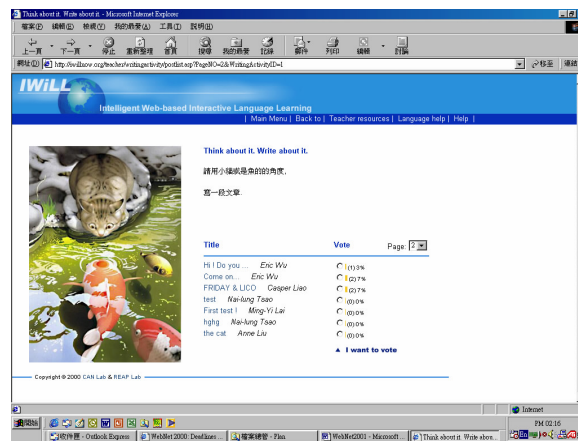 Think about it. Write about it - Microsoft Internet Explorer
檔案(F) 編輯(E) 檢視(V) 我的最愛(A) 工具(T) 說明(H)
上一頁 下一頁 停止 重新整理 首頁 搜尋 我的最愛 記錄 郵件 列印 編輯 討論
網址(D) http://iwillnow.org/teacher/writingactivity/postlist.asp?PageNO=2&WritingActivityID=1 移至 連結
IWiLL
Intelligent Web-based Interactive Language Learning
| Main Menu | Back to | Teacher resources | Language help | Help |
Think about it. Write about it.
請用小貓或是魚的的角度,
寫一段文章.
Title Vote Page: 2
Hi ! Do you ... Eric Wu (1) 3%
Come on... Eric Wu (2) 7%
FRIDAY & LICO Casper Liao (2) 7%
test Nai-lung Tsao (0) 0%
First test ! Ming-Yi Lai (0) 0%
hghg Nai-lung Tsao (0) 0%
the cat Anne Liu (0) 0%
▲ I want to vote
Copyright © 2000 CAN Lab & REAP Lab
Internet
開始 PM 02:16
收件匣 - Outlook Express WebNet 2000: Deadlines ... 檔案總管 - Plan WebNet2001 - Microsoft ... Think about it. Write abou... En